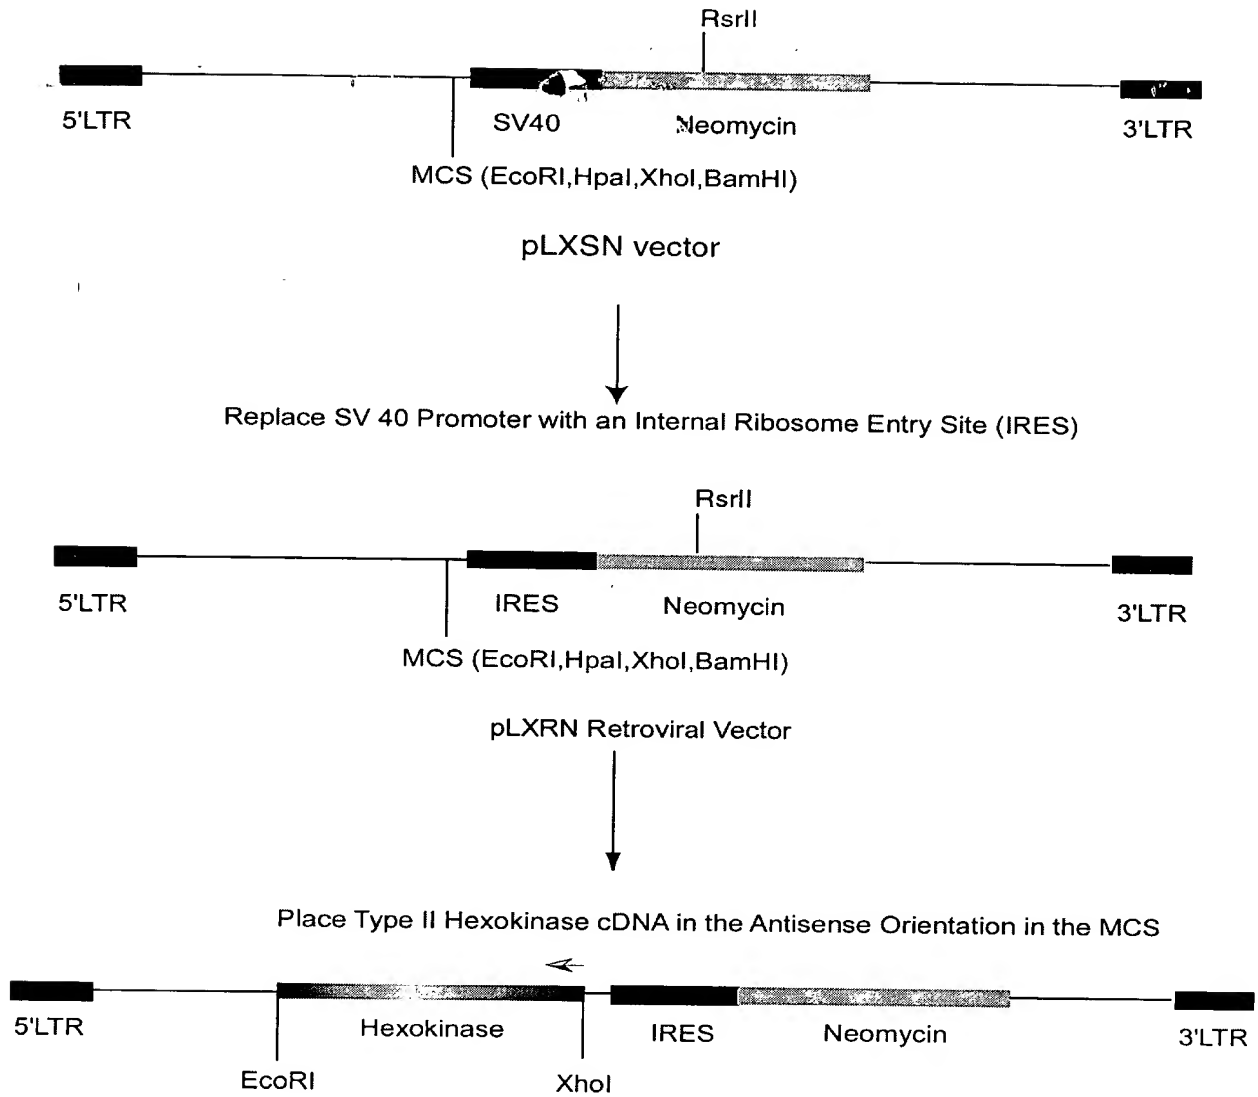 RsrII
5'LTR
SV40
Neomycin
3'LTR
MCS (EcoRI,HpaI,XhoI,BamHI)
pLXSN vector
Replace SV 40 Promoter with an Internal Ribosome Entry Site (IRES)
RsrII
5'LTR
IRES
Neomycin
3'LTR
MCS (EcoRI,HpaI,XhoI,BamHI)
pLXRN Retroviral Vector
Place Type II Hexokinase cDNA in the Antisense Orientation in the MCS
5'LTR
Hexokinase
IRES
Neomycin
3'LTR
EcoRI
XhoI